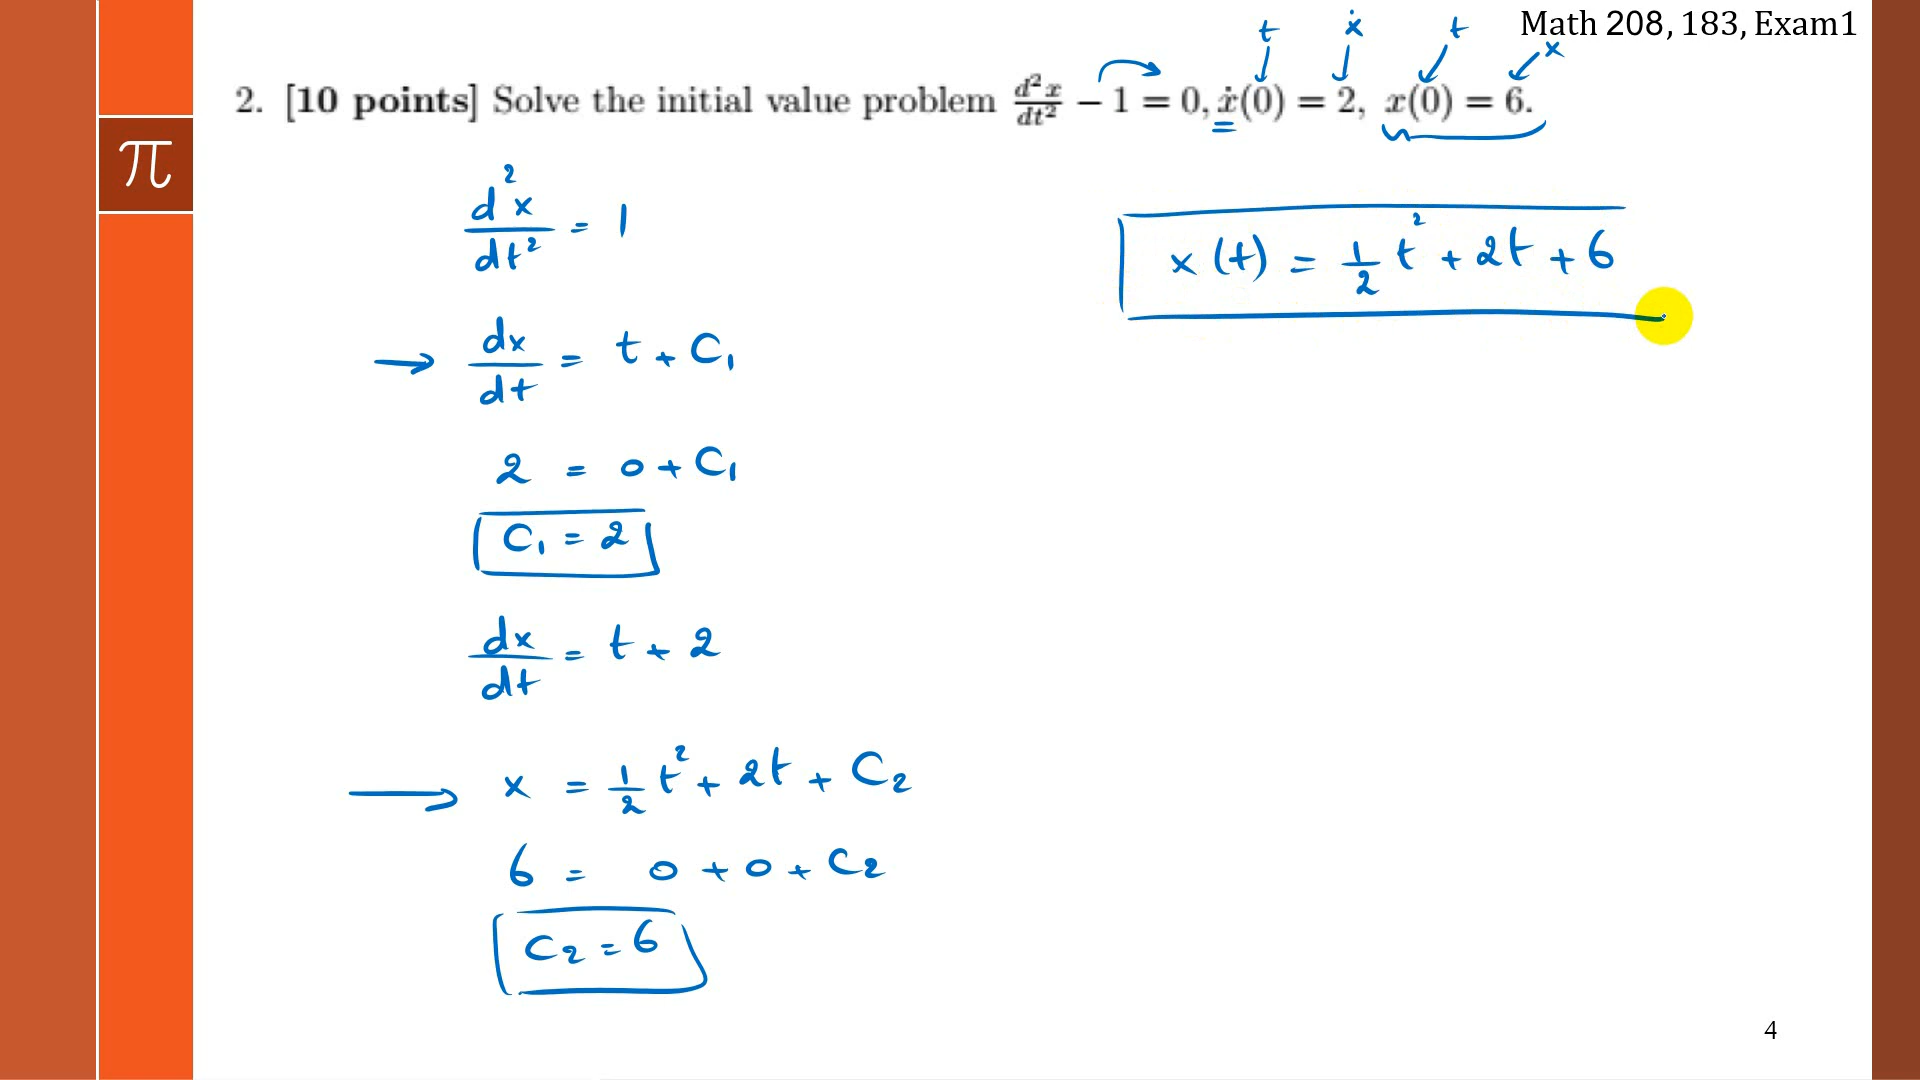 Math 208, 183, Exam1
t ẋ t x
2. [10 points] Solve the initial value problem d²x/dt² − 1 = 0, ẋ(0) = 2, x(0) = 6.
π
d²x/dt² = 1
x(t) = 1/2 t² + 2t + 6
→ dx/dt = t + C₁
2 = 0 + C₁
C₁ = 2
dx/dt = t + 2
→ x = 1/2 t² + 2t + C₂
6 = 0 + 0 + C₂
C₂ = 6
4